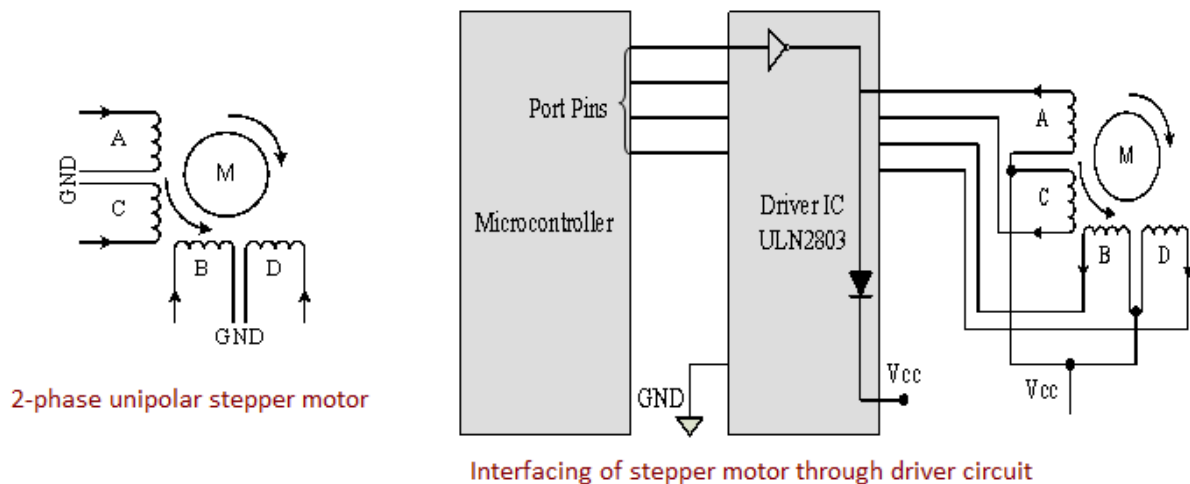 A
GND
M
C
B
D
GND
2-phase unipolar stepper motor
Port Pins
Microcontroller
Driver IC
ULN2803
GND
Vcc
A
M
C
B
D
Vcc
Interfacing of stepper motor through driver circuit